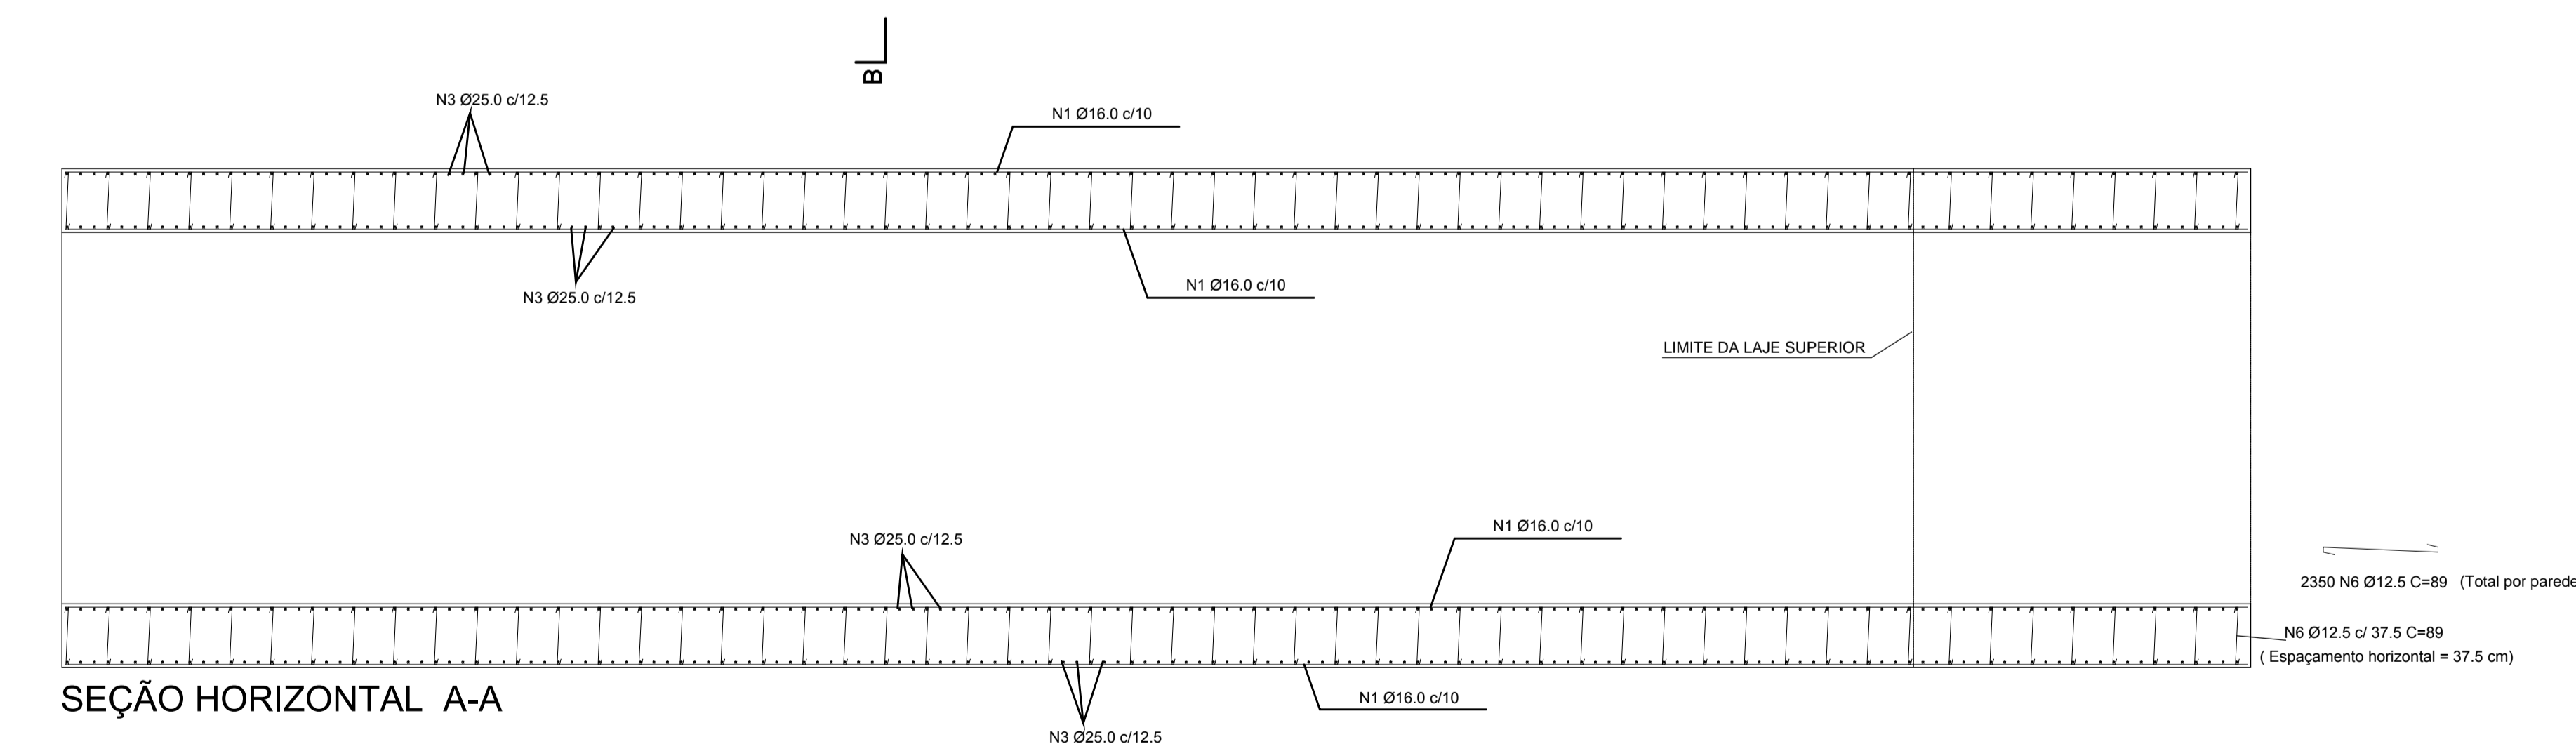 B
N3 Ø25.0 c/12.5
N1 Ø16.0 c/10
N3 Ø25.0 c/12.5
N1 Ø16.0 c/10
LIMITE DA LAJE SUPERIOR
N3 Ø25.0 c/12.5
N1 Ø16.0 c/10
2350 N6 Ø12.5 C=89 (Total por parede
N6 Ø12.5 c/ 37.5 C=89
( Espaçamento horizontal = 37.5 cm)
SEÇÃO HORIZONTAL A-A
N1 Ø16.0 c/10
N3 Ø25.0 c/12.5